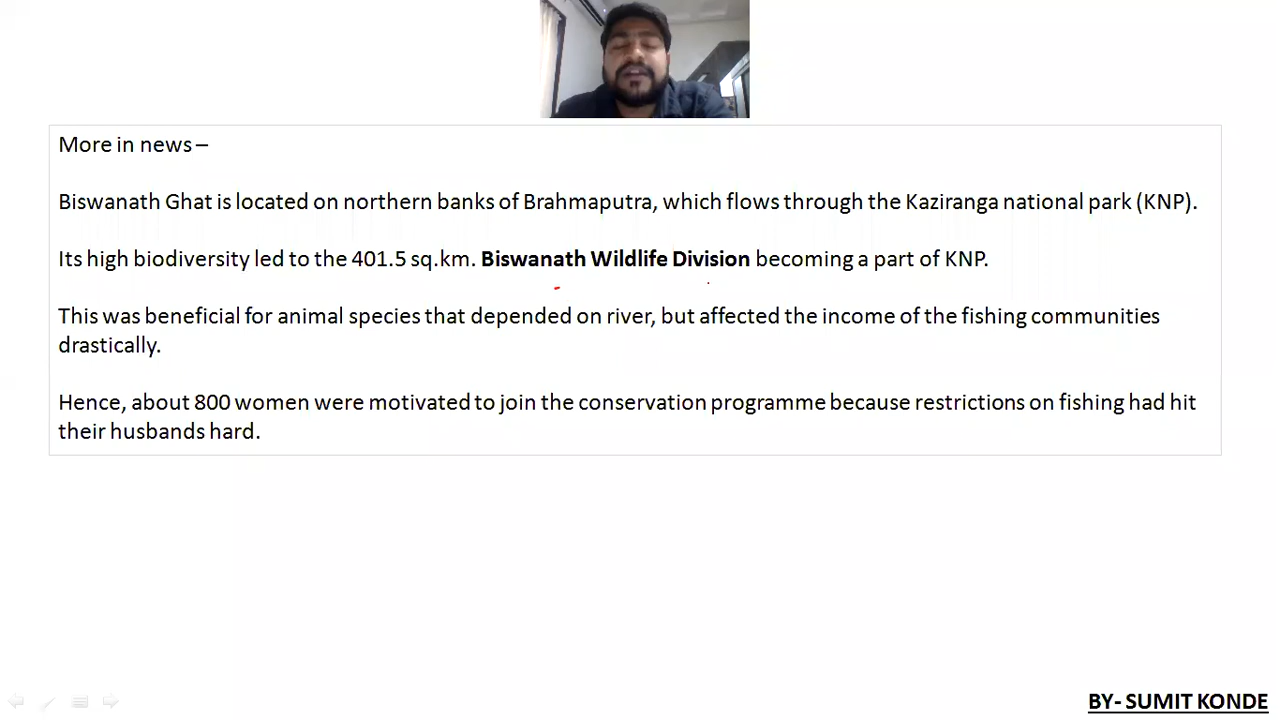 More in news –
Biswanath Ghat is located on northern banks of Brahmaputra, which flows through the Kaziranga national park (KNP).
Its high biodiversity led to the 401.5 sq.km. Biswanath Wildlife Division becoming a part of KNP.
This was beneficial for animal species that depended on river, but affected the income of the fishing communities
drastically.
Hence, about 800 women were motivated to join the conservation programme because restrictions on fishing had hit
their husbands hard.
BY- SUMIT KONDE